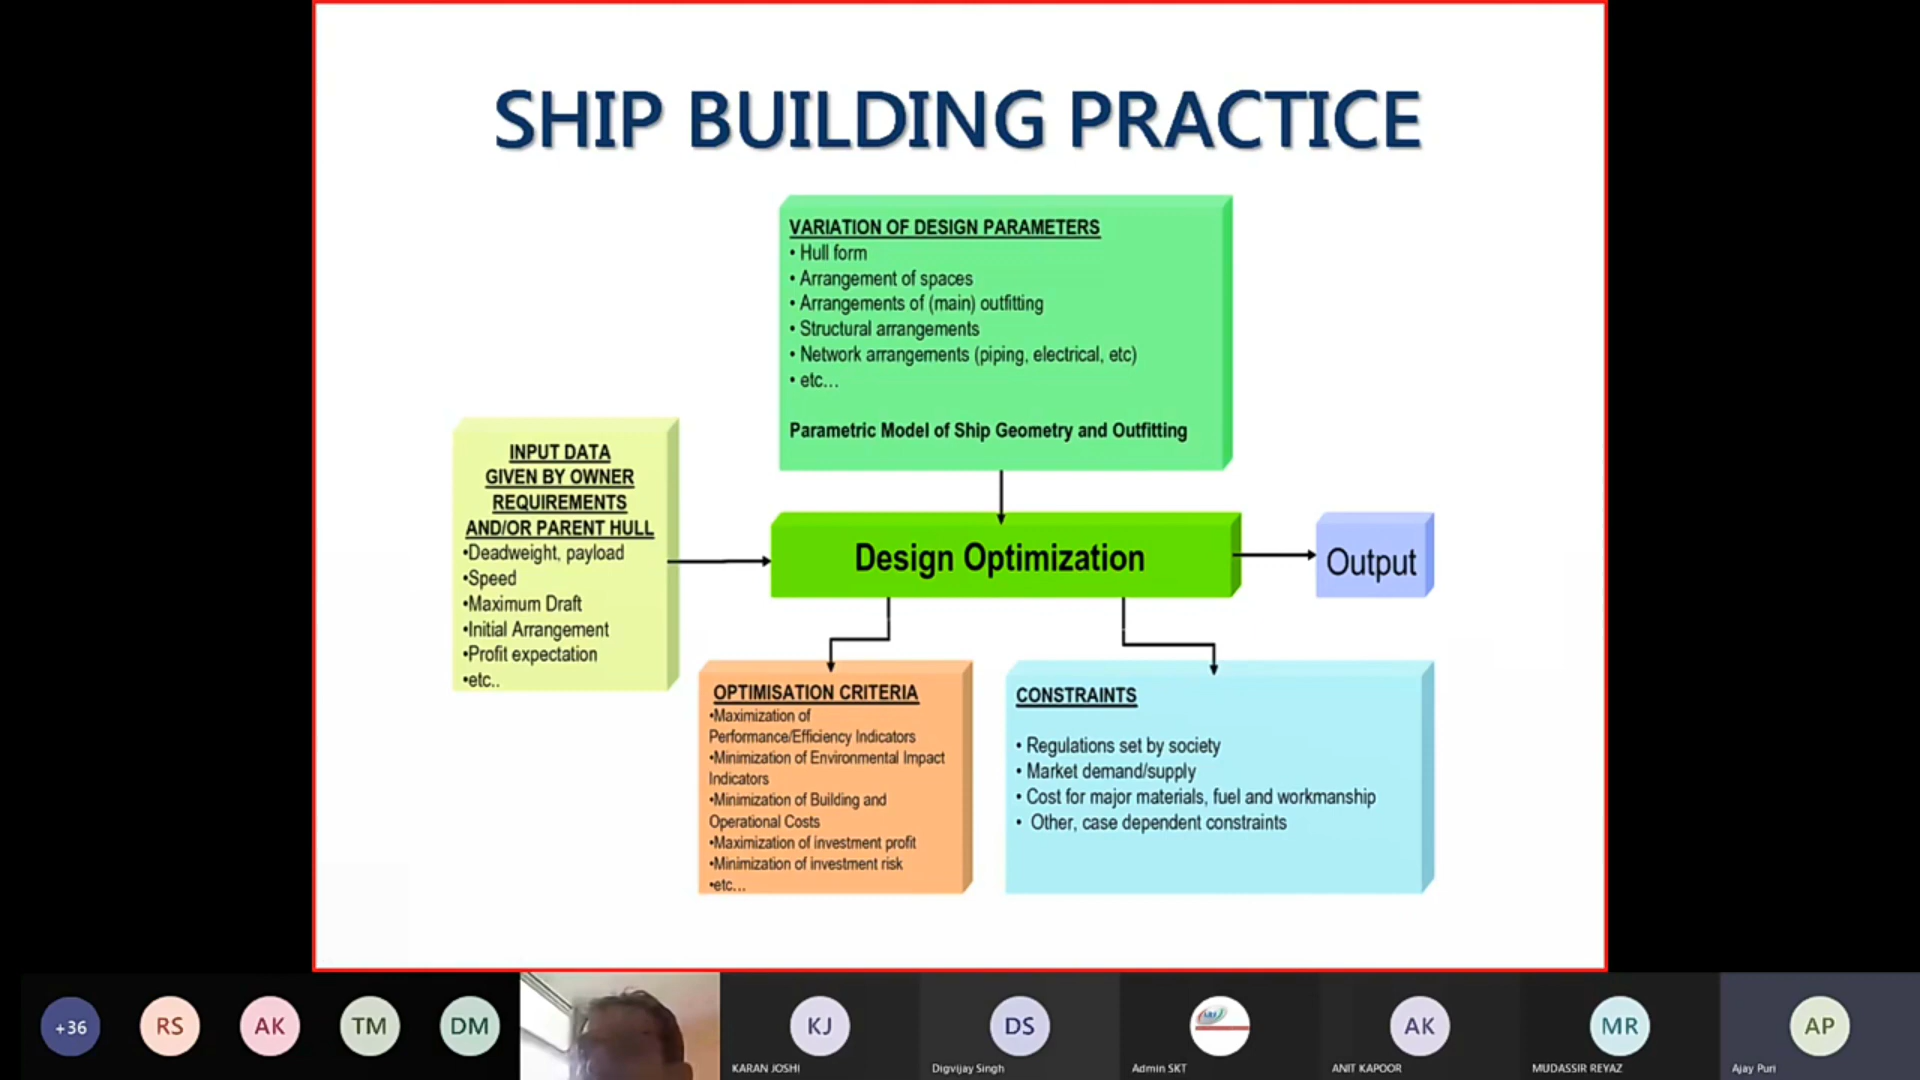 SHIP BUILDING PRACTICE
VARIATION OF DESIGN PARAMETERS
• Hull form
• Arrangement of spaces
• Arrangements of (main) outfitting
• Structural arrangements
• Network arrangements (piping, electrical, etc)
• etc...
Parametric Model of Ship Geometry and Outfitting
INPUT DATA
GIVEN BY OWNER
REQUIREMENTS
AND/OR PARENT HULL
•Deadweight, payload
•Speed
•Maximum Draft
•Initial Arrangement
•Profit expectation
•etc..
Design Optimization
Output
OPTIMISATION CRITERIA
•Maximization of
Performance/Efficiency Indicators
•Minimization of Environmental Impact
Indicators
•Minimization of Building and
Operational Costs
•Maximization of investment profit
•Minimization of investment risk
•etc...
CONSTRAINTS
• Regulations set by society
• Market demand/supply
• Cost for major materials, fuel and workmanship
• Other, case dependent constraints
+36
RS
AK
TM
DM
KJ
KARAN JOSHI
DS
Digvijay Singh
Admin SKT
AK
ANIT KAPOOR
MR
MUDASSIR REYAZ
AP
Ajay Puri